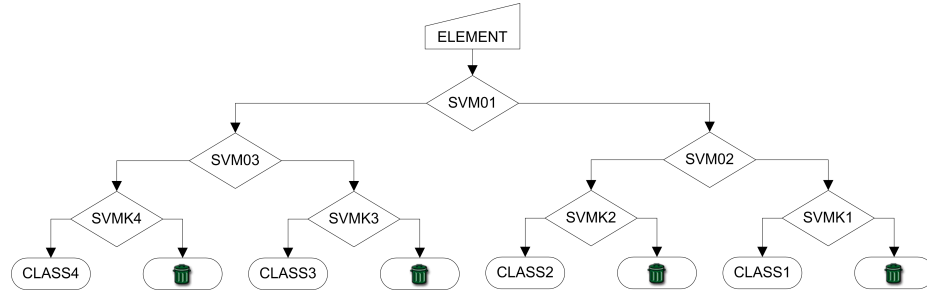 ELEMENT
SVM01
SVM03
SVM02
SVMK4
SVMK3
SVMK2
SVMK1
CLASS4
CLASS3
CLASS2
CLASS1